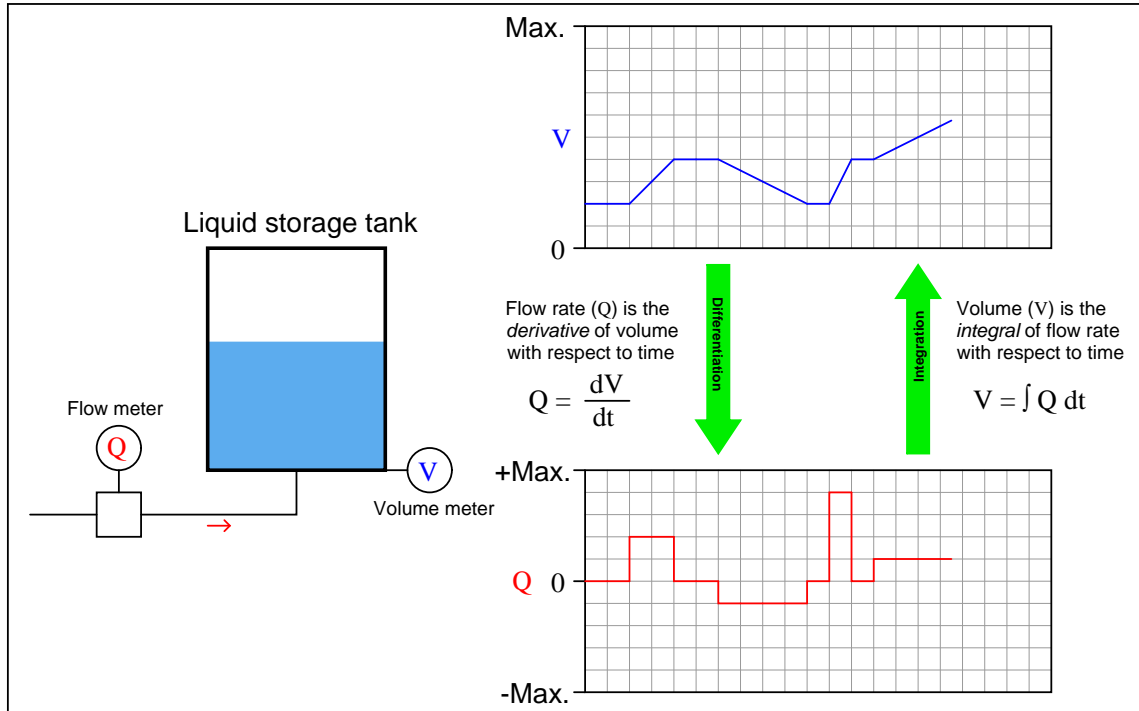 Max.
V
0
Liquid storage tank
Flow meter
Q
V
Volume meter
Flow rate (Q) is the
derivative of volume
with respect to time
Q = dV
dt
Differentiation
Integration
Volume (V) is the
integral of flow rate
with respect to time
V = ∫ Q dt
+Max.
Q 0
-Max.